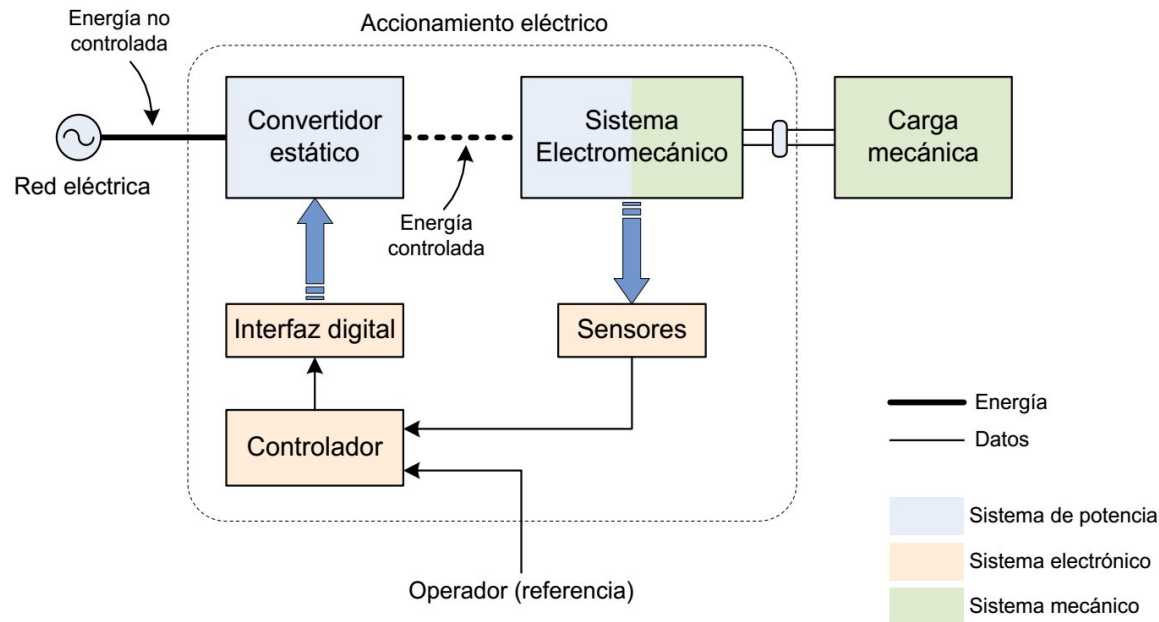 Energía no
controlada
Accionamiento eléctrico
Convertidor
estático
Sistema
Electromecánico
Carga
mecánica
Red eléctrica
Energía
controlada
Interfaz digital
Sensores
Controlador
Operador (referencia)
Energía
Datos
Sistema de potencia
Sistema electrónico
Sistema mecánico